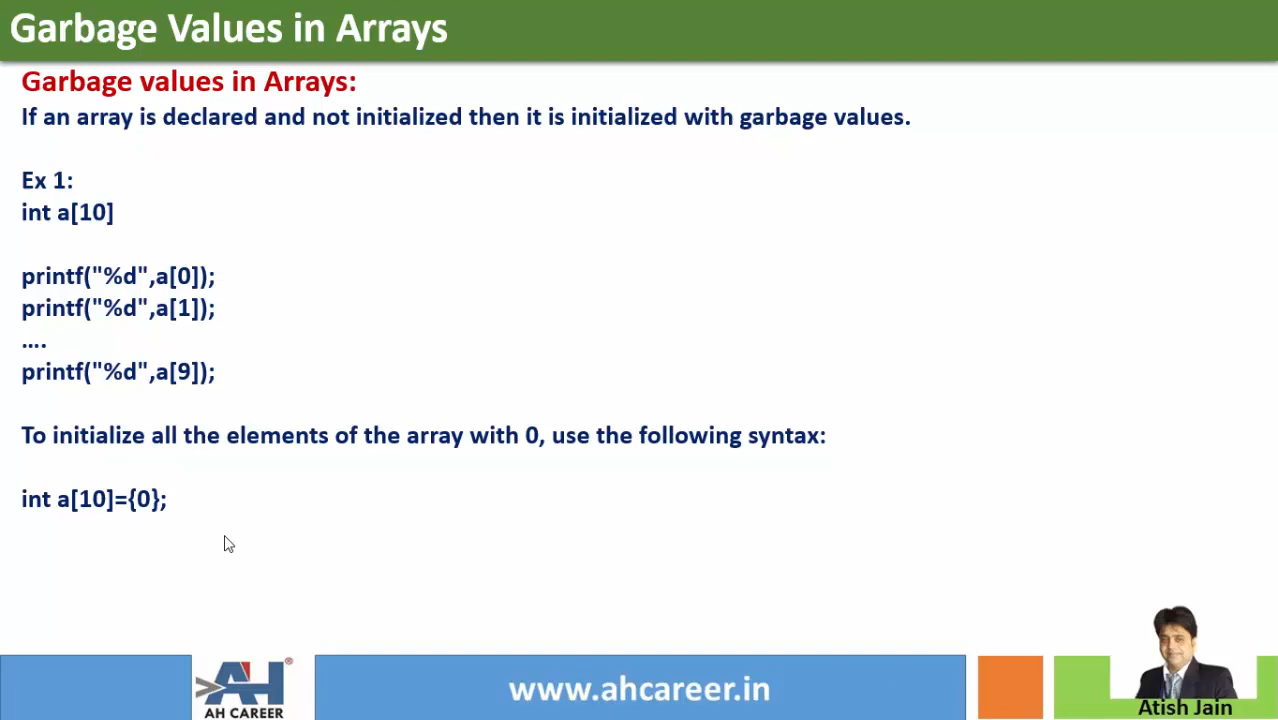 Garbage Values in Arrays
Garbage values in Arrays:
If an array is declared and not initialized then it is initialized with garbage values.
Ex 1:
int a[10]
printf("%d",a[0]);
printf("%d",a[1]);
….
printf("%d",a[9]);
To initialize all the elements of the array with 0, use the following syntax:
int a[10]={0};
AH
®
AH CAREER
www.ahcareer.in
Atish Jain